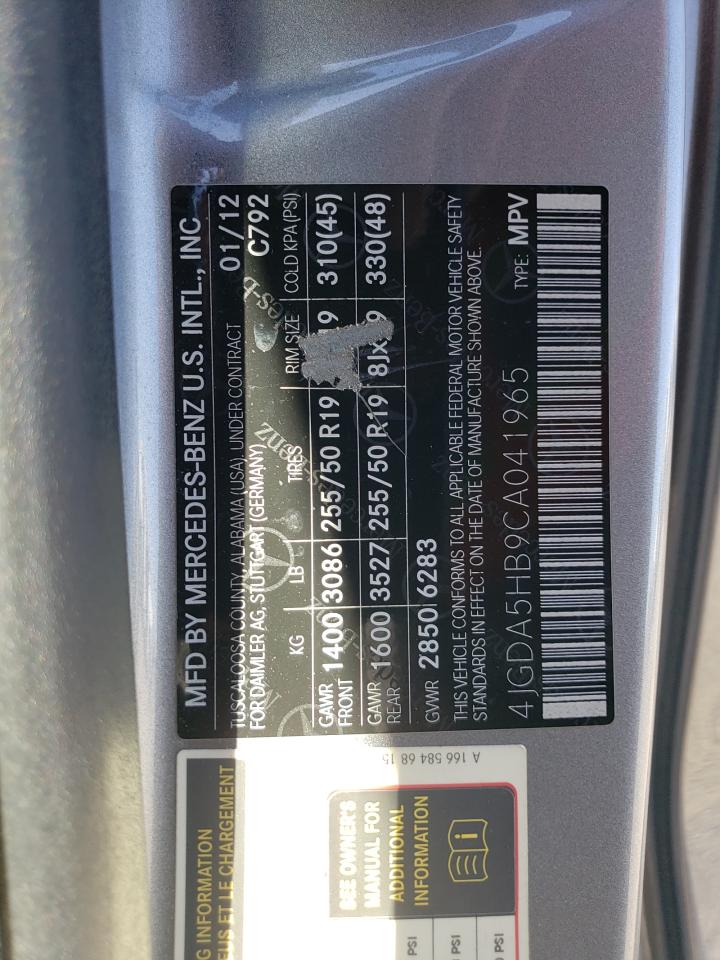 MFD BY MERCEDES-BENZ U.S. INTL., INC.
TUSCALOOSA COUNTY, ALABAMA (USA), UNDER CONTRACT 01/12
FOR DAIMLER AG, STUTTGART (GERMANY) C792
KG LB TIRES RIM SIZE COLD KPA (PSI)
GAWR FRONT 1400 3086 255/50 R19 310(45)
GAWR REAR 1600 3527 255/50 R19 330(48)
GVWR 2850 6283
THIS VEHICLE CONFORMS TO ALL APPLICABLE FEDERAL MOTOR VEHICLE SAFETY
STANDARDS IN EFFECT ON THE DATE OF MANUFACTURE SHOWN ABOVE.
4JGDA5HB9CA041965 TYPE: MPV
A 166 584 68 15
INFORMATION
ET LE CHARGEMENT
SEE OWNER'S
MANUAL FOR
ADDITIONAL
INFORMATION
PSI
PSI
PSI